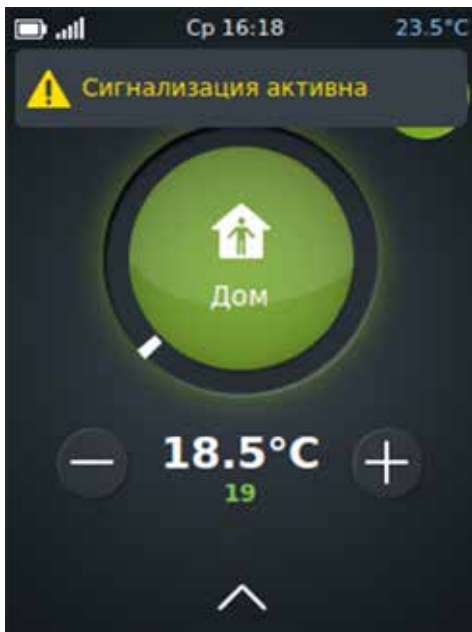 Ср 16:18
23.5°C
Сигнализация активна
Дом
18.5°C
19